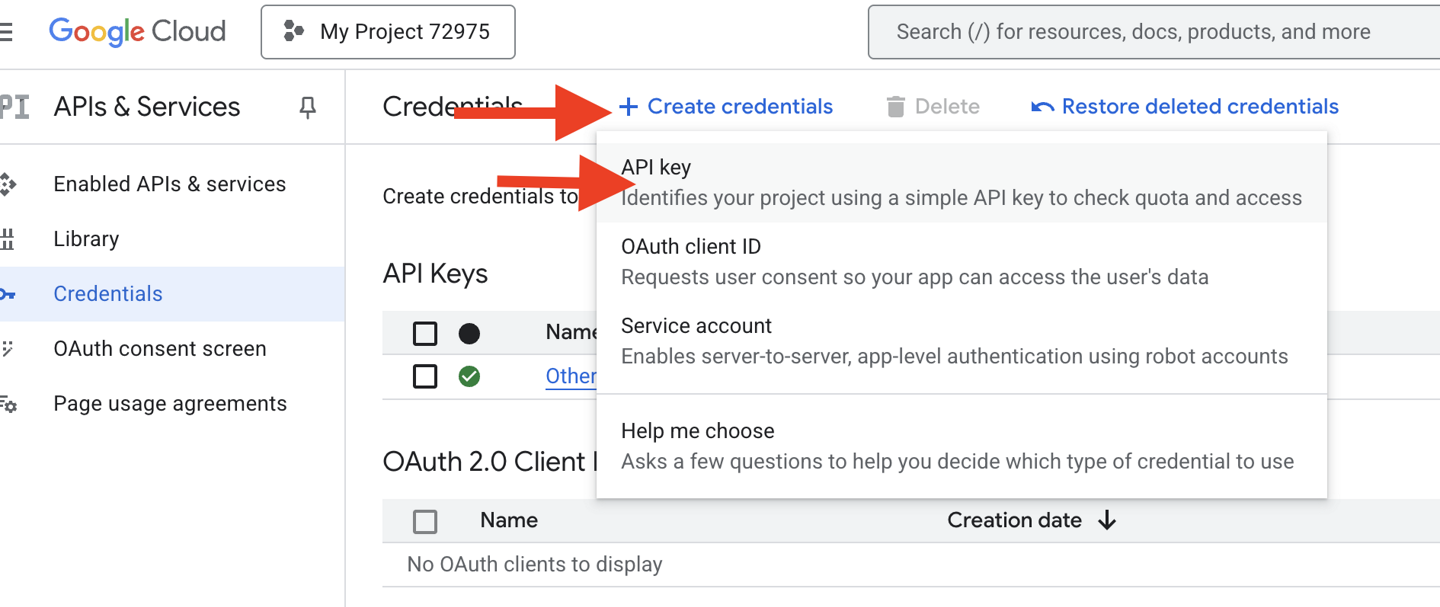 Google Cloud
My Project 72975
Search (/) for resources, docs, products, and more
API
APIs & Services
Credentials
Create credentials
Delete
Restore deleted credentials
Enabled APIs & services
Library
Credentials
OAuth consent screen
Page usage agreements
Create credentials to
API key
Identifies your project using a simple API key to check quota and access
OAuth client ID
Requests user consent so your app can access the user's data
Service account
Enables server-to-server, app-level authentication using robot accounts
Help me choose
Asks a few questions to help you decide which type of credential to use
API Keys
Name
Other
OAuth 2.0 Client
Name
Creation date
No OAuth clients to display